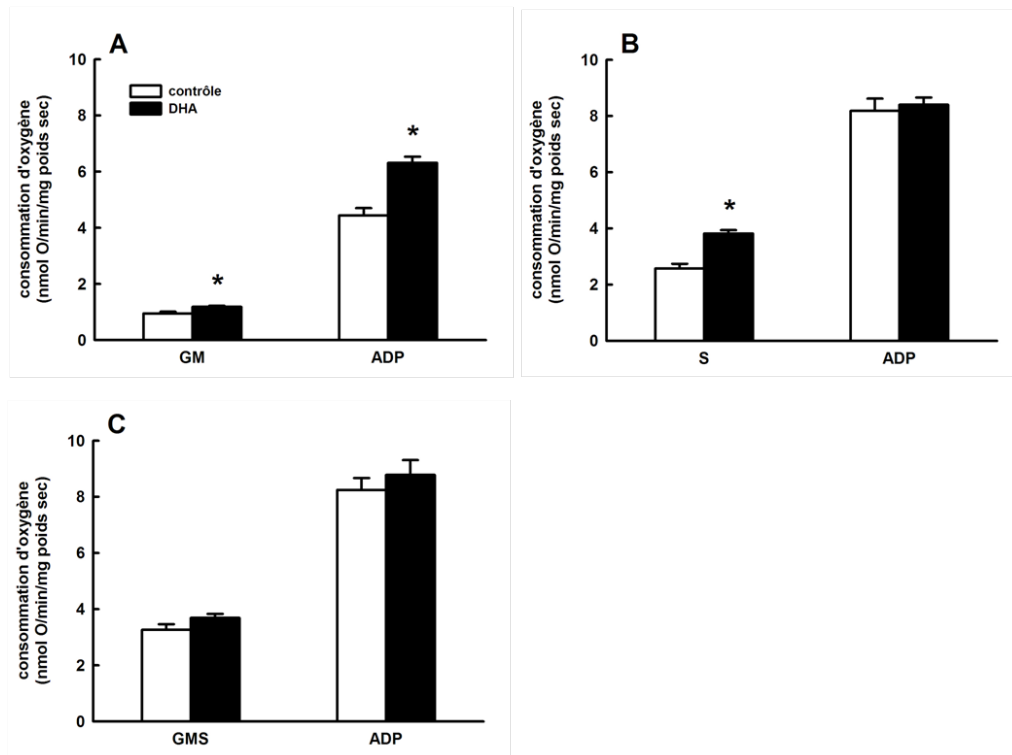 A
consommation d'oxygène
(nmol O/min/mg poids sec)
10
8
6
4
2
0
contrôle
DHA
*
*
GM
ADP
B
consommation d'oxygène
(nmol O/min/mg poids sec)
10
8
6
4
2
0
*
S
ADP
C
consommation d'oxygène
(nmol O/min/mg poids sec)
10
8
6
4
2
0
GMS
ADP